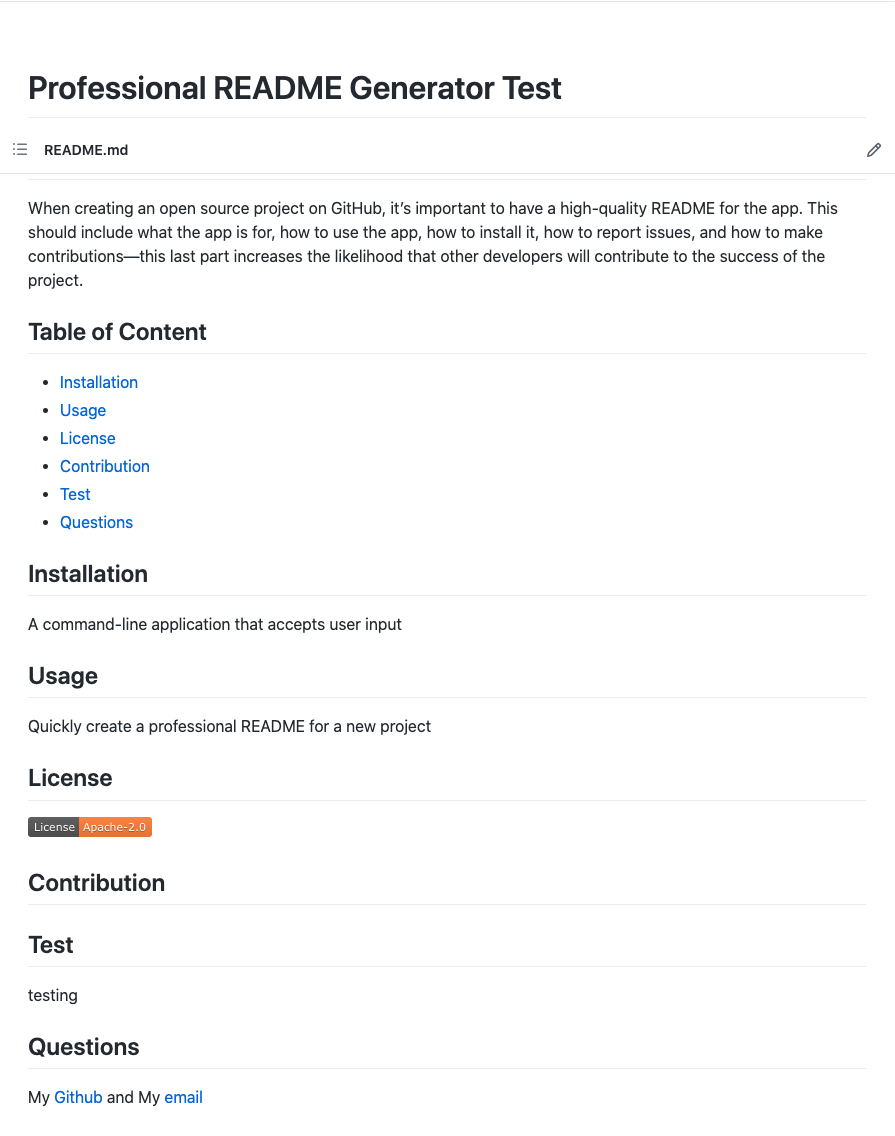 Professional README Generator Test
README.md
When creating an open source project on GitHub, it’s important to have a high-quality README for the app. This
should include what the app is for, how to use the app, how to install it, how to report issues, and how to make
contributions—this last part increases the likelihood that other developers will contribute to the success of the
project.
Table of Content
Installation
Usage
License
Contribution
Test
Questions
Installation
A command-line application that accepts user input
Usage
Quickly create a professional README for a new project
License
License Apache-2.0
Contribution
Test
testing
Questions
My Github and My email